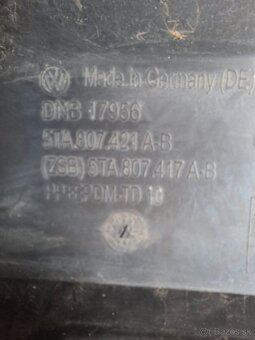 Made in Germany (DE)
DNB 17956
5TA.807.421 A-B
(ZSB) 5TA.807.417 A-B